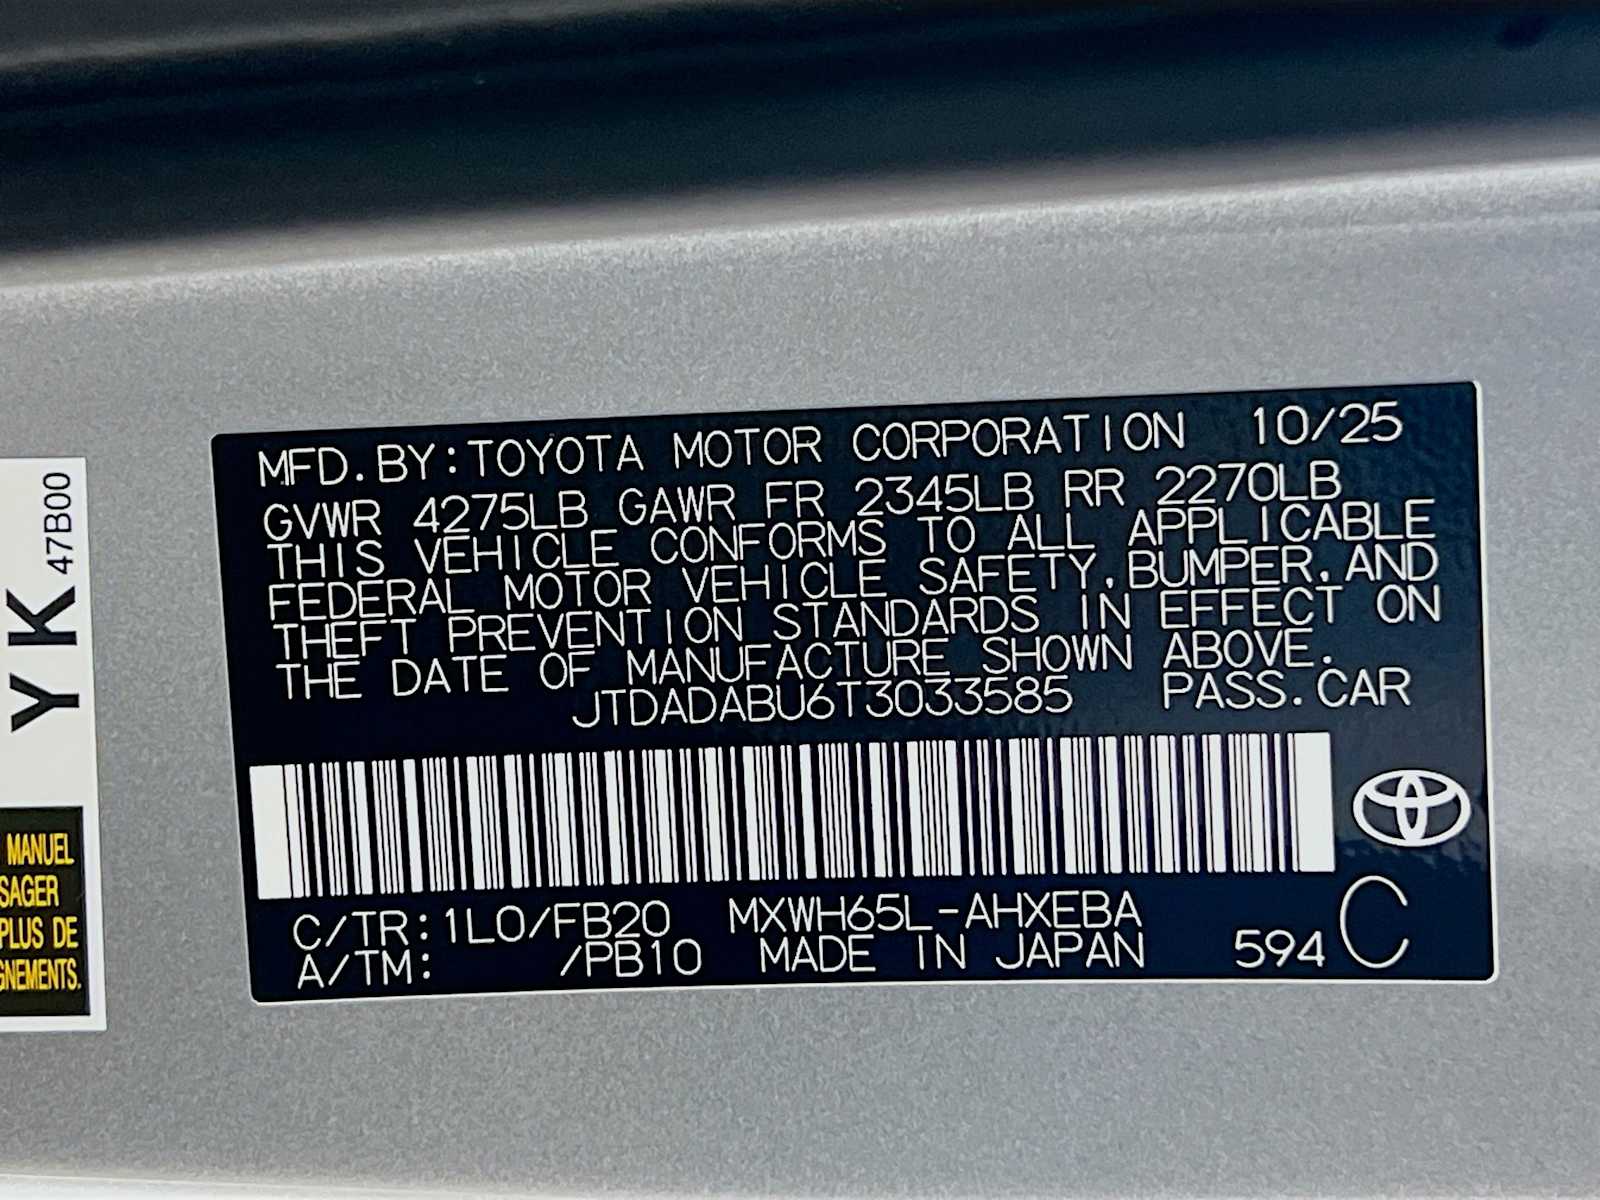 MFD.BY:TOYOTA MOTOR CORPORATION 10/25
GVWR 4275LB GAWR FR 2345LB RR 2270LB
THIS VEHICLE CONFORMS TO ALL APPLICABLE
FEDERAL MOTOR VEHICLE SAFETY,BUMPER,AND
THEFT PREVENTION STANDARDS IN EFFECT ON
THE DATE OF MANUFACTURE SHOWN ABOVE.
JTDADABU6T3033585 PASS.CAR
C/TR:1L0/FB20 MXWH65L-AHXEBA
A/TM: /PB10 MADE IN JAPAN 594 C
YK 47B00
MANUEL
SAGER
PLUS DE
GNEMENTS.